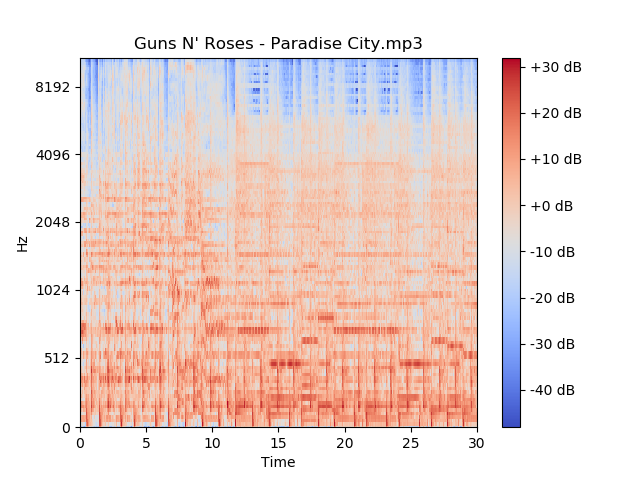 Guns N' Roses - Paradise City.mp3
8192
4096
2048
1024
512
0
Hz
0 5 10 15 20 25 30
Time
+30 dB
+20 dB
+10 dB
+0 dB
-10 dB
-20 dB
-30 dB
-40 dB